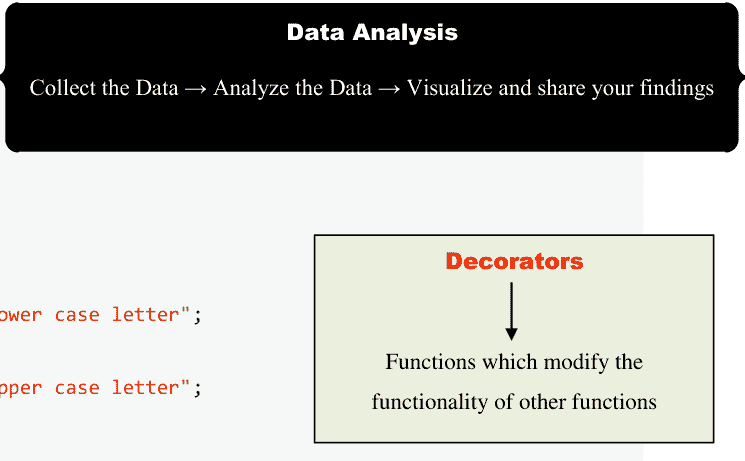 Data Analysis
Collect the Data → Analyze the Data → Visualize and share your findings
Decorators
ower case letter";
Functions which modify the
pper case letter";
functionality of other functions